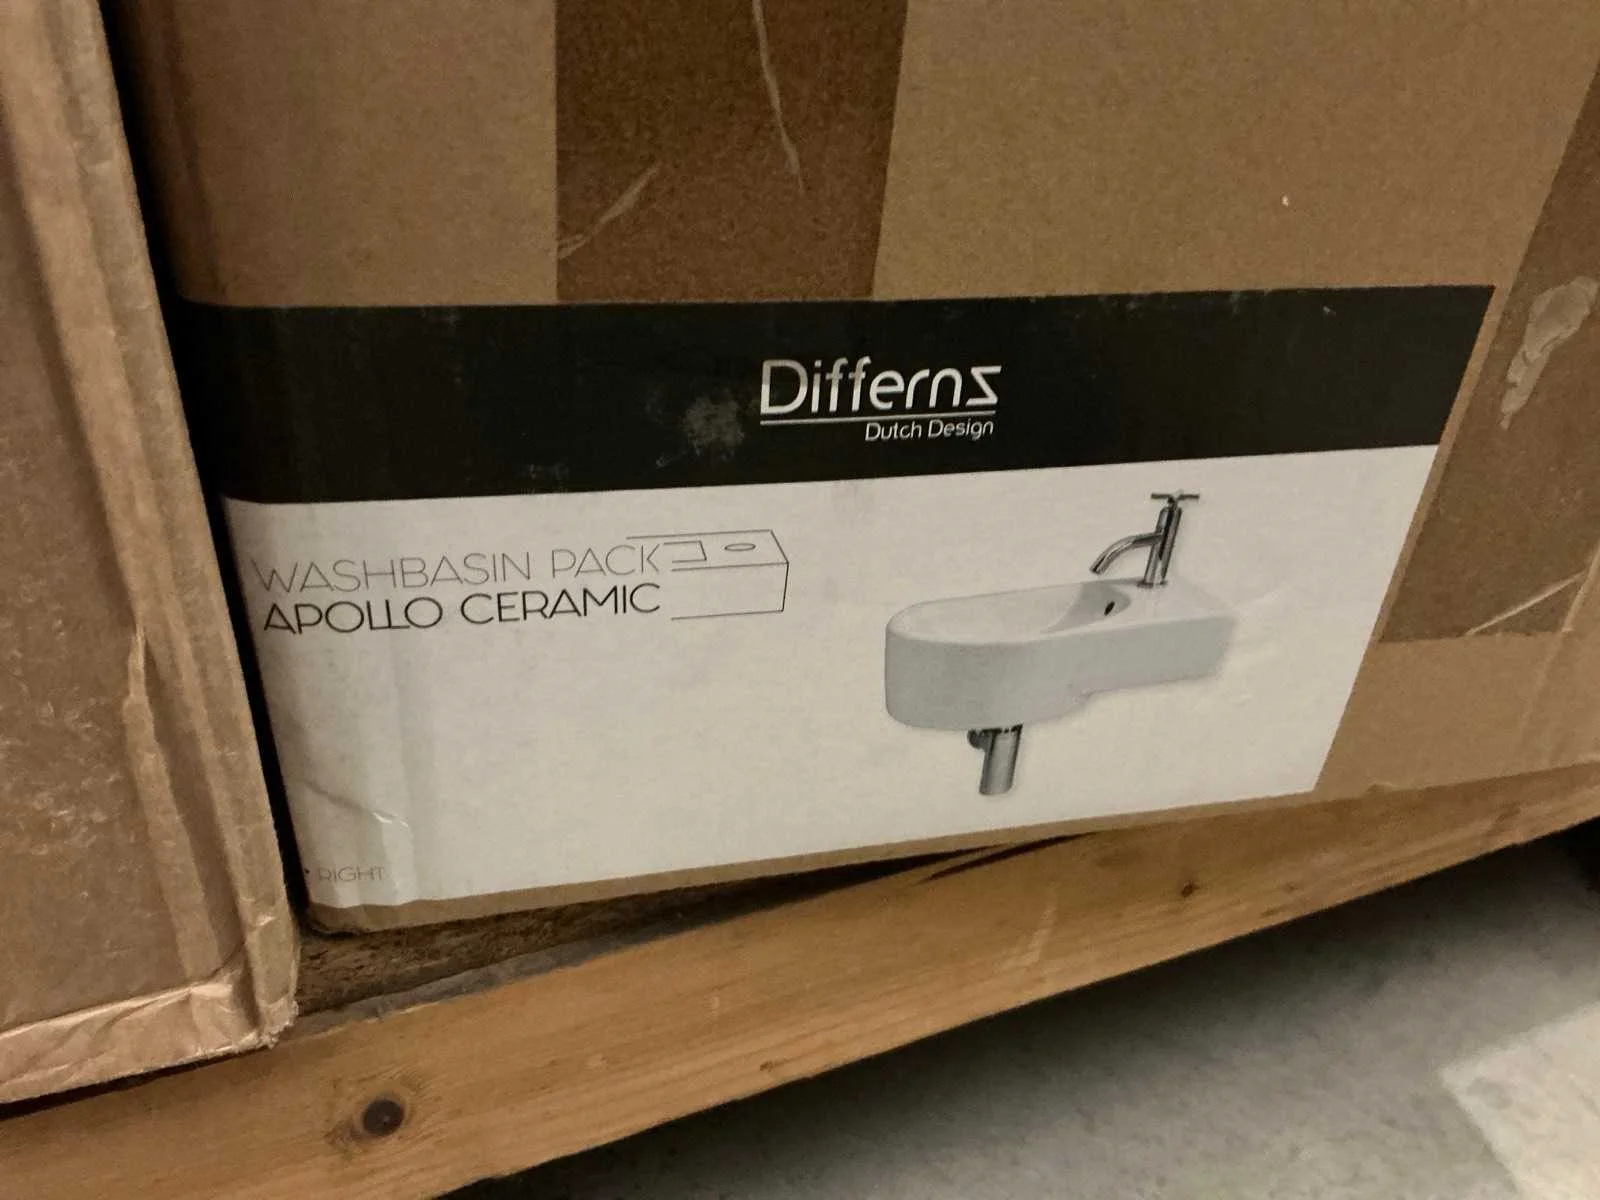 Differnz
Dutch Design
WASHBASIN PACK
APOLLO CERAMIC
• RIGHT